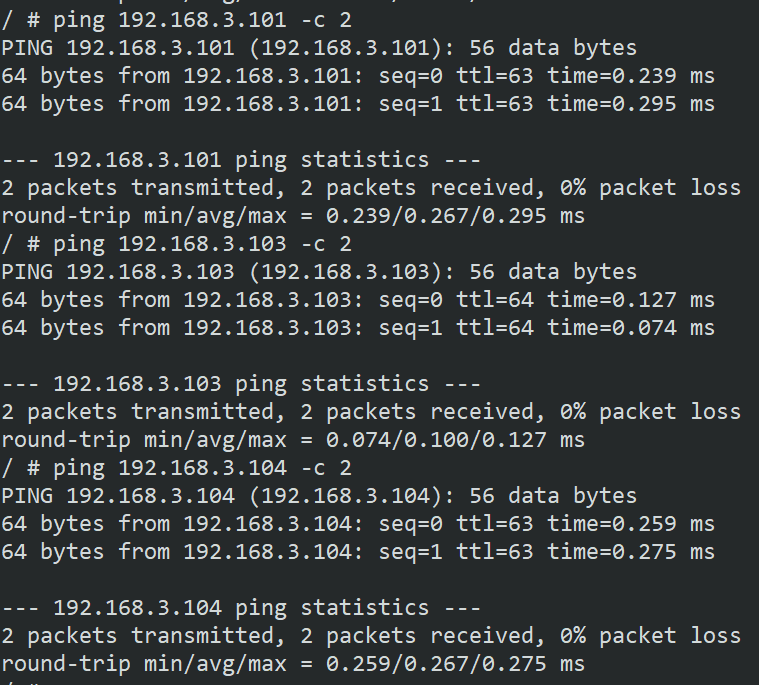 / # ping 192.168.3.101 -c 2
PING 192.168.3.101 (192.168.3.101): 56 data bytes
64 bytes from 192.168.3.101: seq=0 ttl=63 time=0.239 ms
64 bytes from 192.168.3.101: seq=1 ttl=63 time=0.295 ms

--- 192.168.3.101 ping statistics ---
2 packets transmitted, 2 packets received, 0% packet loss
round-trip min/avg/max = 0.239/0.267/0.295 ms
/ # ping 192.168.3.103 -c 2
PING 192.168.3.103 (192.168.3.103): 56 data bytes
64 bytes from 192.168.3.103: seq=0 ttl=64 time=0.127 ms
64 bytes from 192.168.3.103: seq=1 ttl=64 time=0.074 ms

--- 192.168.3.103 ping statistics ---
2 packets transmitted, 2 packets received, 0% packet loss
round-trip min/avg/max = 0.074/0.100/0.127 ms
/ # ping 192.168.3.104 -c 2
PING 192.168.3.104 (192.168.3.104): 56 data bytes
64 bytes from 192.168.3.104: seq=0 ttl=63 time=0.259 ms
64 bytes from 192.168.3.104: seq=1 ttl=63 time=0.275 ms

--- 192.168.3.104 ping statistics ---
2 packets transmitted, 2 packets received, 0% packet loss
round-trip min/avg/max = 0.259/0.267/0.275 ms